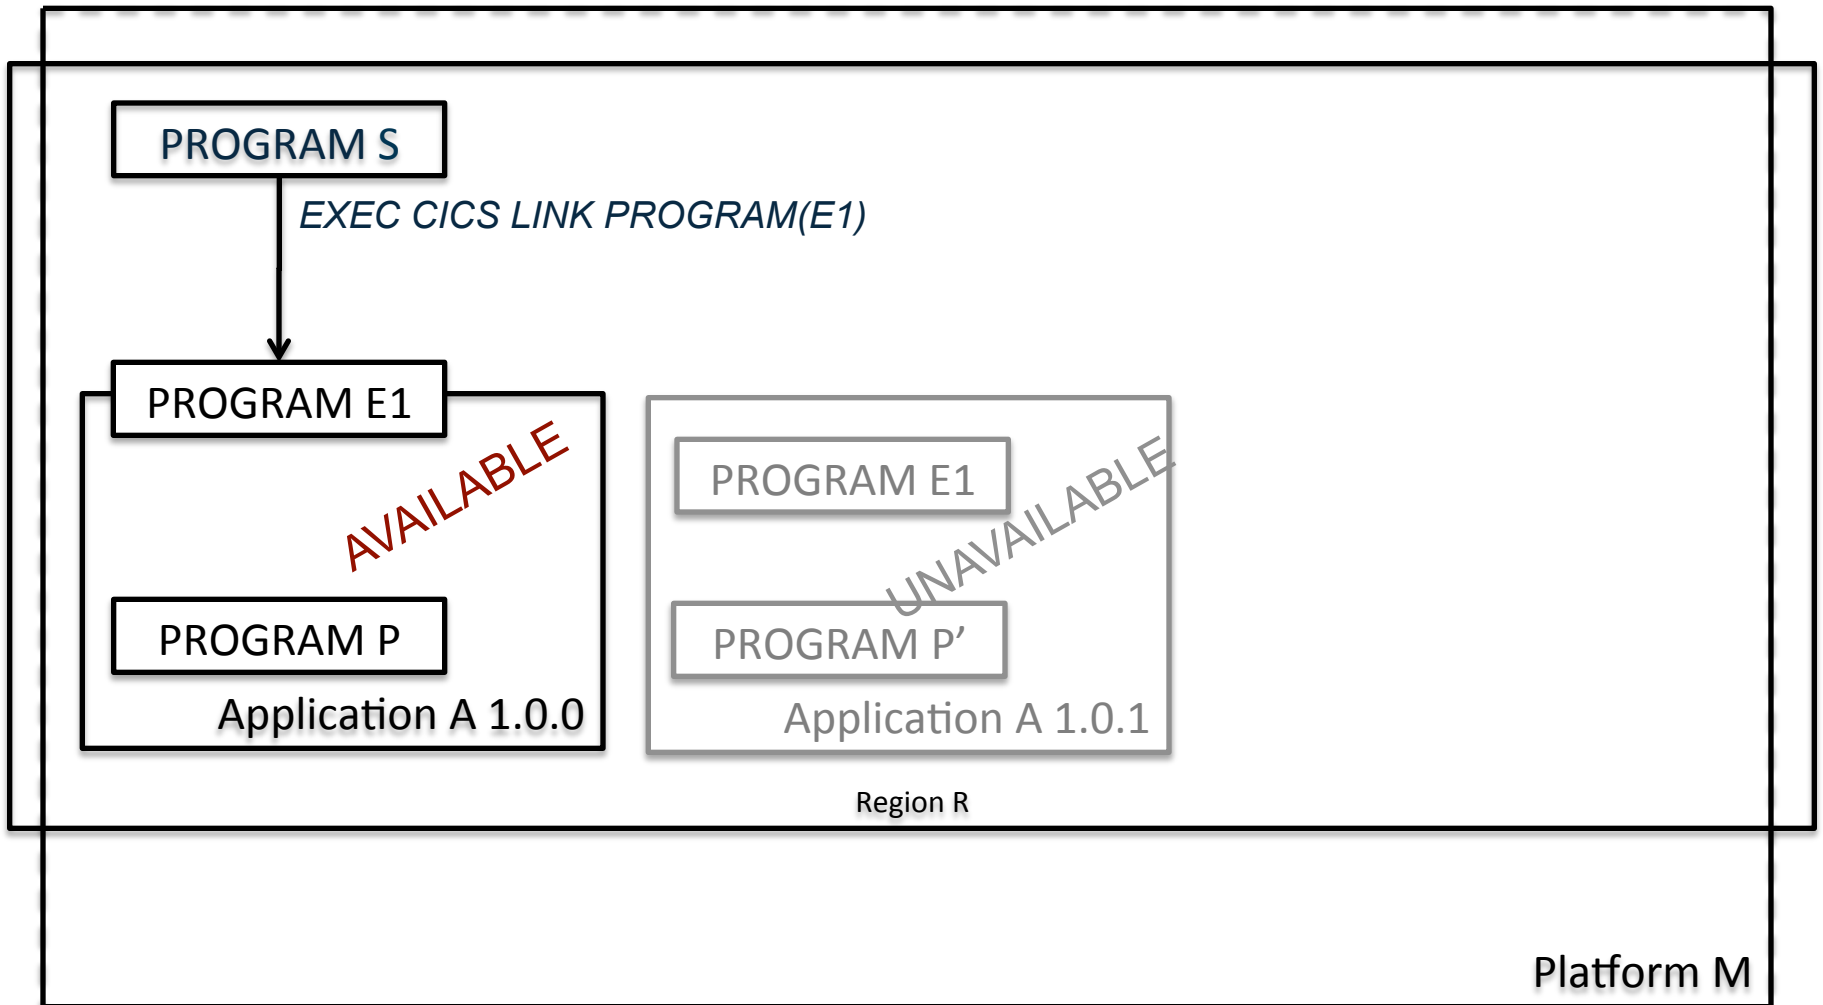 PROGRAM S
EXEC CICS LINK PROGRAM(E1)
PROGRAM E1
AVAILABLE
PROGRAM P
Application A 1.0.0
PROGRAM E1
UNAVAILABLE
PROGRAM P’
Application A 1.0.1
Region R
Platform M